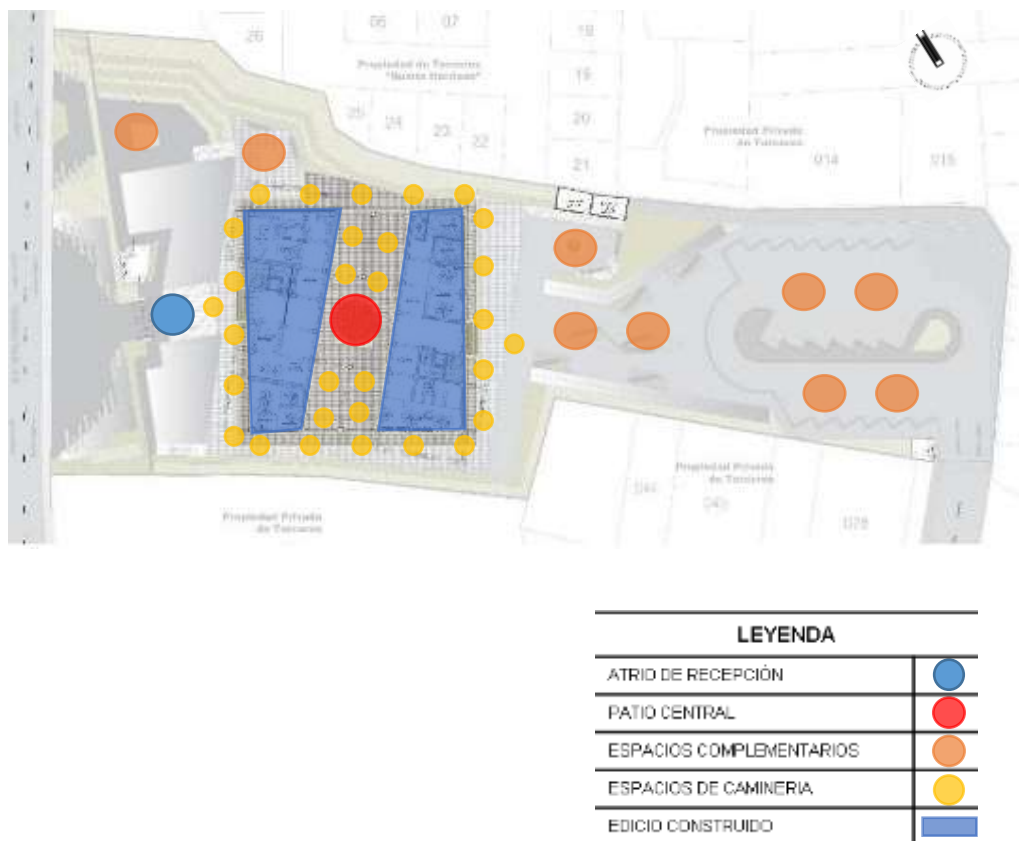 06
07
18
26
Propiedad de Terceros
19
25
24
23
22
20
Propiedad Privada
de Terceros
21
014
015
Propiedad Privada
de Terceros
028
Propiedad Privada
de Terceros
LEYENDA
ATRIO DE RECEPCIÓN
PATIO CENTRAL
ESPACIOS COMPLEMENTARIOS
ESPACIOS DE CAMINERIA
EDICIO CONSTRUIDO